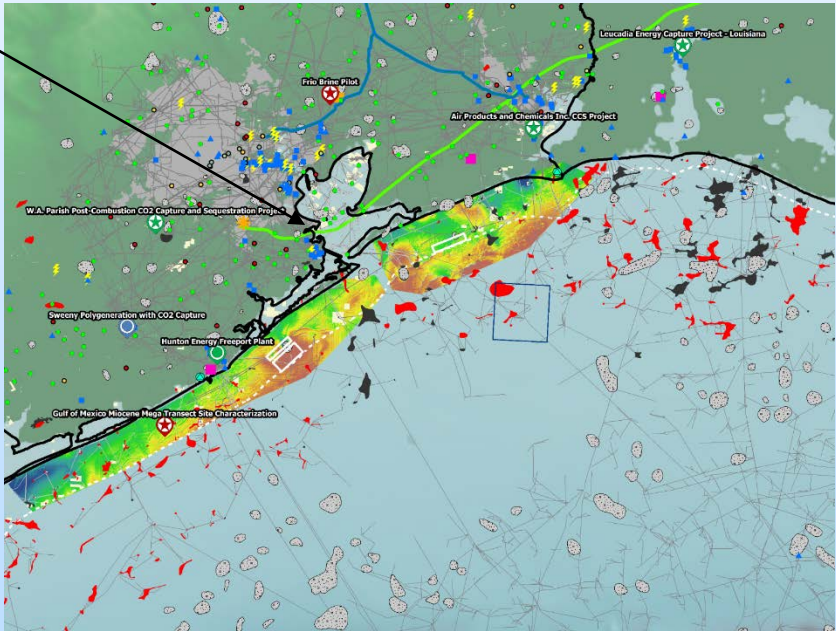 Leucadia Energy Capture Project - Louisiana
Frio Brine Pilot
Air Products and Chemicals Inc. CCS Project
W.A. Parish Post-Combustion CO2 Capture and Sequestration Project
Sweeny Polygeneration with CO2 Capture
Hunton Energy Freeport Plant
Gulf of Mexico Miocene Mega Transect Site Characterization